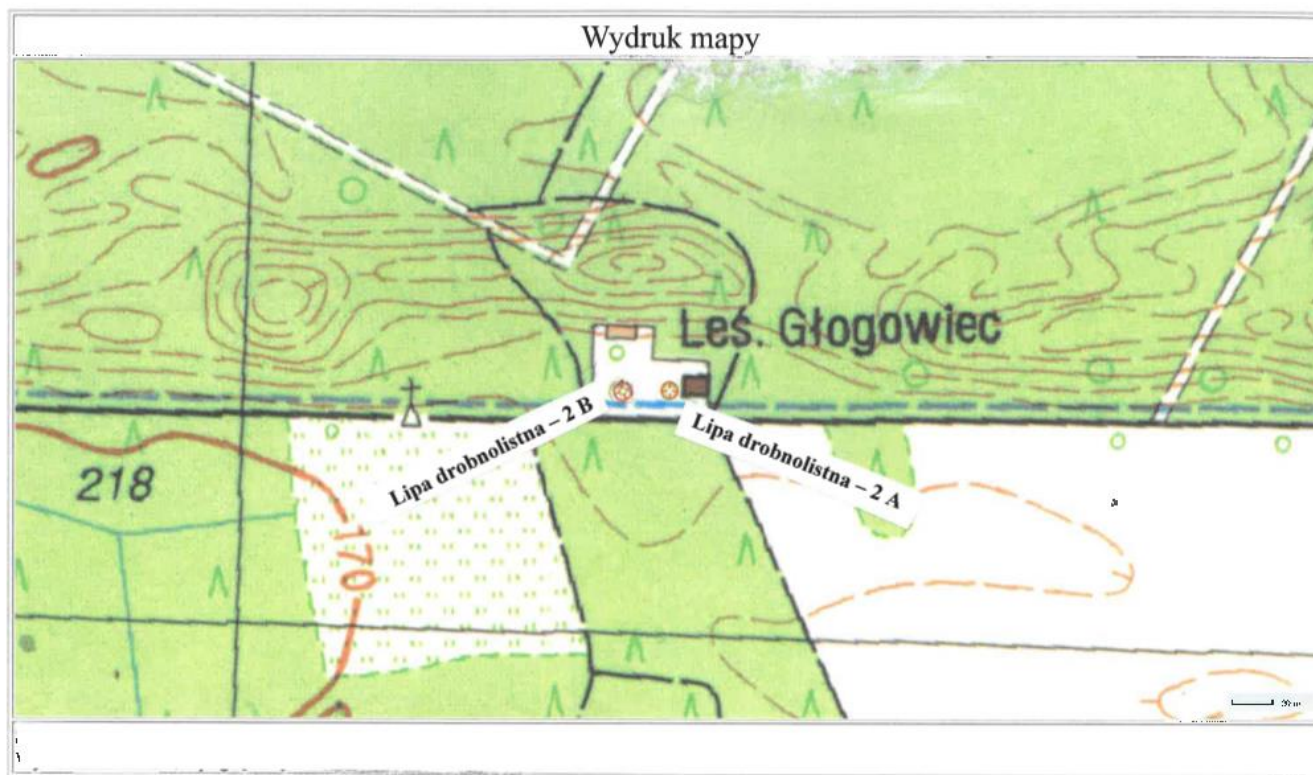 Wydruk mapy
Leś. Głogowiec
Lipa drobnolistna – 2 B
Lipa drobnolistna – 2 A
218
170